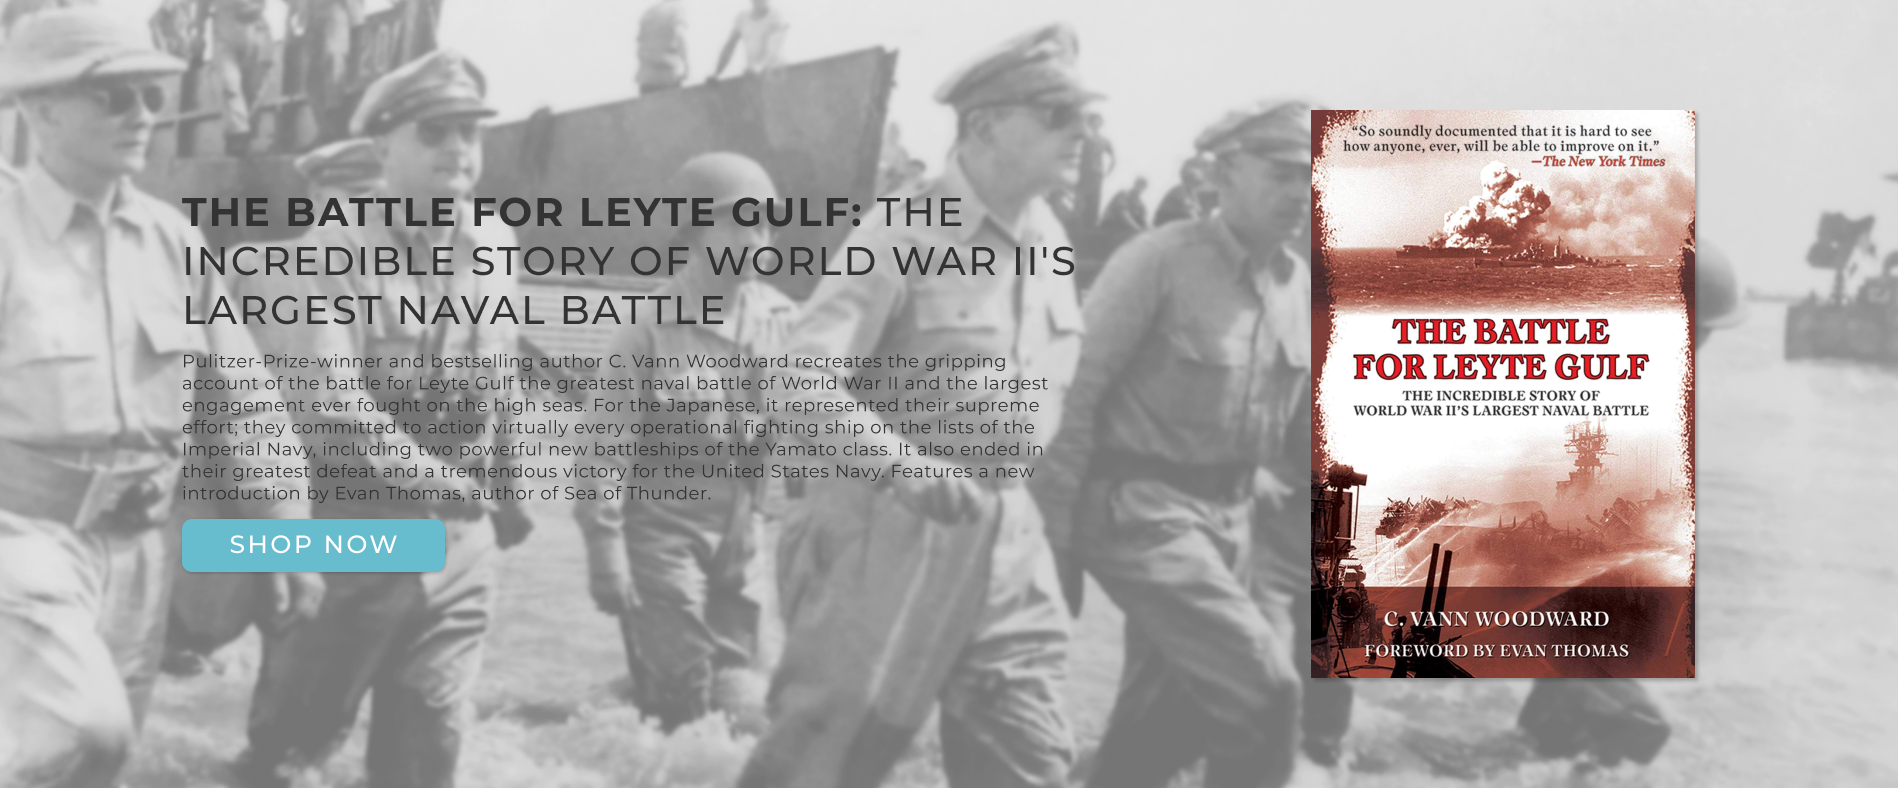 THE BATTLE FOR LEYTE GULF: THE
INCREDIBLE STORY OF WORLD WAR II'S
LARGEST NAVAL BATTLE
Pulitzer-Prize-winner and bestselling author C. Vann Woodward recreates the gripping
account of the battle for Leyte Gulf the greatest naval battle of World War II and the largest
engagement ever fought on the high seas. For the Japanese, it represented their supreme
effort; they committed to action virtually every operational fighting ship on the lists of the
Imperial Navy, including two powerful new battleships of the Yamato class. It also ended in
their greatest defeat and a tremendous victory for the United States Navy. Features a new
introduction by Evan Thomas, author of Sea of Thunder.
SHOP NOW
“So soundly documented that it is hard to see
how anyone, ever, will be able to improve on it.”
—The New York Times
THE BATTLE
FOR LEYTE GULF
THE INCREDIBLE STORY OF
WORLD WAR II’S LARGEST NAVAL BATTLE
C. VANN WOODWARD
FOREWORD BY EVAN THOMAS